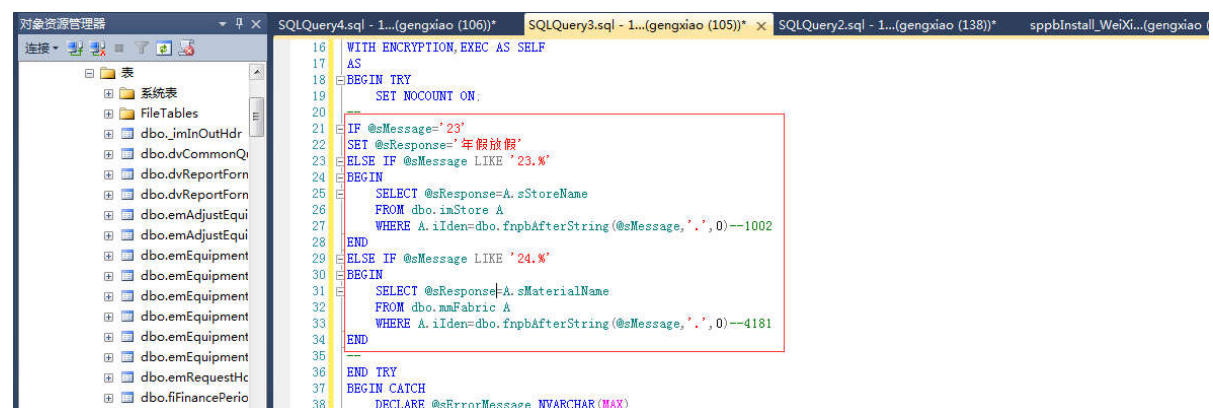 对象资源管理器
SQLQuery4.sql - 1...(gengxiao (106))*
SQLQuery3.sql - 1...(gengxiao (105))*
SQLQuery2.sql - 1...(gengxiao (138))*
sppbInstall_WeiXi...(gengxiao (
连接
表
系统表
FileTables
dbo._imInOutHdr
dbo.dvCommonQu
dbo.dvReportForn
dbo.dvReportForn
dbo.emAdjustEqui
dbo.emAdjustEqui
dbo.emEquipment
dbo.emEquipment
dbo.emEquipment
dbo.emEquipment
dbo.emEquipment
dbo.emEquipment
dbo.emRequestHc
dbo.fiFinancePerio
16 WITH ENCRYPTION,EXEC AS SELF
17 AS
18 BEGIN TRY
19 SET NOCOUNT ON;
20 --
21 IF @sMessage='23'
22 SET @sResponse='年假放假'
23 ELSE IF @sMessage LIKE '23.%'
24 BEGIN
25 SELECT @sResponse=A.sStoreName
26 FROM dbo.imStore A
27 WHERE A.iIden=dbo.fnpbAfterString(@sMessage,'.',0)--1002
28 END
29 ELSE IF @sMessage LIKE '24.%'
30 BEGIN
31 SELECT @sResponse=A.sMaterialName
32 FROM dbo.mmFabric A
33 WHERE A.iIden=dbo.fnpbAfterString(@sMessage,'.',0)--4181
34 END
35 --
36 END TRY
37 BEGIN CATCH
38 DECLARE @sErrorMessage NVARCHAR(MAX)